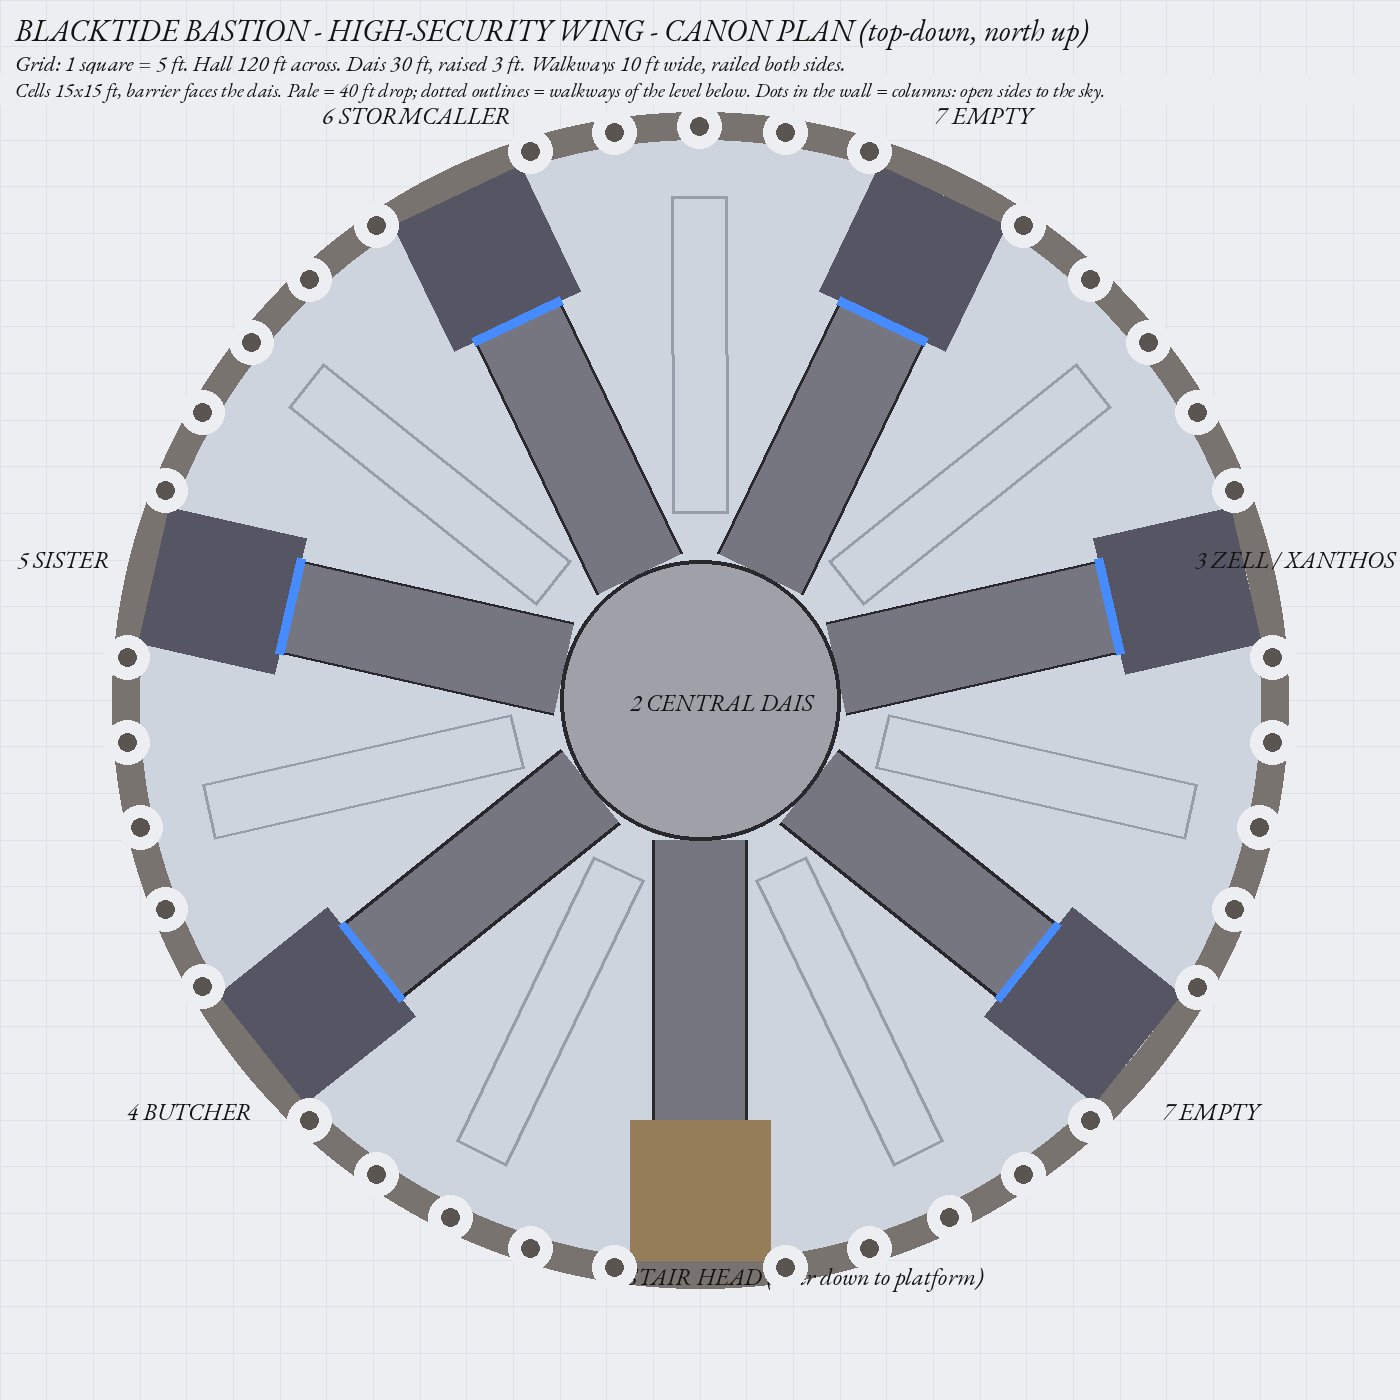 BLACKTIDE BASTION - HIGH-SECURITY WING - CANON PLAN (top-down, north up)
Grid: 1 square = 5 ft. Hall 120 ft across. Dais 30 ft, raised 3 ft. Walkways 10 ft wide, railed both sides.
Cells 15x15 ft, barrier faces the dais. Pale = 40 ft drop; dotted outlines = walkways of the level below. Dots in the wall = columns: open sides to the sky.
6 STORMCALLER
7 EMPTY
5 SISTER
3 ZELL / XANTHOS
2 CENTRAL DAIS
4 BUTCHER
7 EMPTY
STAIR HEAD down to platform)